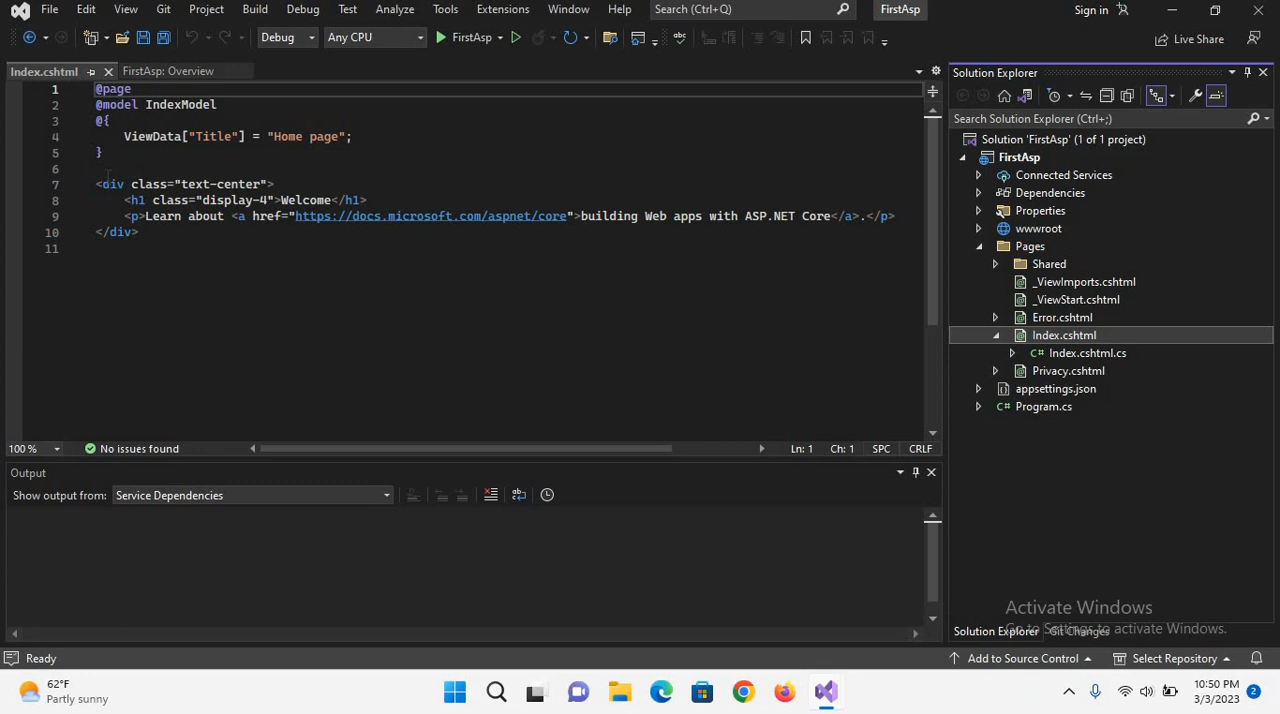 File Edit View Git Project Build Debug Test Analyze Tools Extensions Window Help Search (Ctrl+Q) FirstAsp Sign in
Debug Any CPU FirstAsp Live Share
Index.cshtml FirstAsp: Overview
1 @page
2 @model IndexModel
3 @{
4 ViewData["Title"] = "Home page";
5 }
6
7 <div class="text-center">
8 <h1 class="display-4">Welcome</h1>
9 <p>Learn about <a href="https://docs.microsoft.com/aspnet/core">building Web apps with ASP.NET Core</a>.</p>
10 </div>
11
100 % No issues found Ln: 1 Ch: 1 SPC CRLF
Output
Show output from: Service Dependencies
Solution Explorer
Search Solution Explorer (Ctrl+;)
Solution 'FirstAsp' (1 of 1 project)
FirstAsp
Connected Services
Dependencies
Properties
wwwroot
Pages
Shared
_ViewImports.cshtml
_ViewStart.cshtml
Error.cshtml
Index.cshtml
C# Index.cshtml.cs
Privacy.cshtml
appsettings.json
C# Program.cs
Activate Windows
Go to Settings to activate Windows.
Solution Explorer Git Changes
Ready Add to Source Control Select Repository
62°F
Partly sunny
10:50 PM
3/3/2023 2